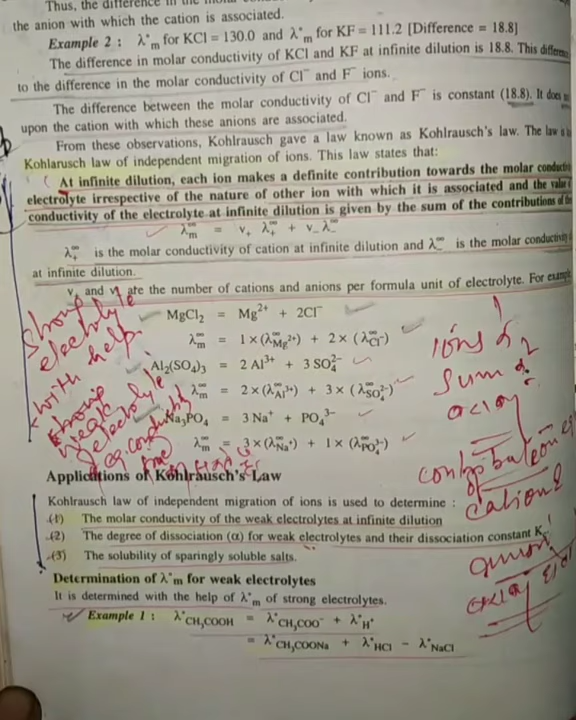 Thus, the difference in the molar
the anion with which the cation is associated.
Example 2 : λ°m for KCl = 130.0 and λ°m for KF = 111.2 [Difference = 18.8]
The difference in molar conductivity of KCl and KF at infinite dilution is 18.8. This
to the difference in the molar conductivity of Cl⁻ and F⁻ ions.
The difference between the molar conductivity of Cl⁻ and F⁻ is constant (18.8). It does
upon the cation with which these anions are associated.
From these observations, Kohlrausch gave a law known as Kohlrausch's law. The law is
Kohlarusch law of independent migration of ions. This law states that:
At infinite dilution, each ion makes a definite contribution towards the molar
electrolyte irrespective of the nature of other ion with which it is associated and the
conductivity of the electrolyte at infinite dilution is given by the sum of the contributions of
λ∞m = v₊ λ∞₊ + v₋ λ∞₋
λ∞₊ is the molar conductivity of cation at infinite dilution and λ∞₋ is the molar
at infinite dilution.
v₊ and v₋ are the number of cations and anions per formula unit of electrolyte. For
MgCl₂ = Mg²⁺ + 2Cl⁻
λ∞m = 1×(λ∞Mg²⁺) + 2×(λ∞Cl⁻)
Al₂(SO₄)₃ = 2 Al³⁺ + 3 SO₄²⁻
λ∞m = 2×(λ∞Al³⁺) + 3×(λ∞SO₄²⁻)
Na₃PO₄ = 3 Na⁺ + PO₄³⁻
λ∞m = 3×(λ∞Na⁺) + 1×(λ∞PO₄³⁻)
strong
electrolyte
with help
weak
ions
sum
of
Applications of Kohlrausch's Law
Kohlrausch law of independent migration of ions is used to determine :
(1) The molar conductivity of the weak electrolytes at infinite dilution
(2) The degree of dissociation (α) for weak electrolytes and their dissociation constant K
(3) The solubility of sparingly soluble salts.
Determination of λ°m for weak electrolytes
It is determined with the help of λ°m of strong electrolytes.
Example 1 : λ°CH₃COOH = λ°CH₃COO⁻ + λ°H⁺
= λ°CH₃COONa + λ°HCl − λ°NaCl